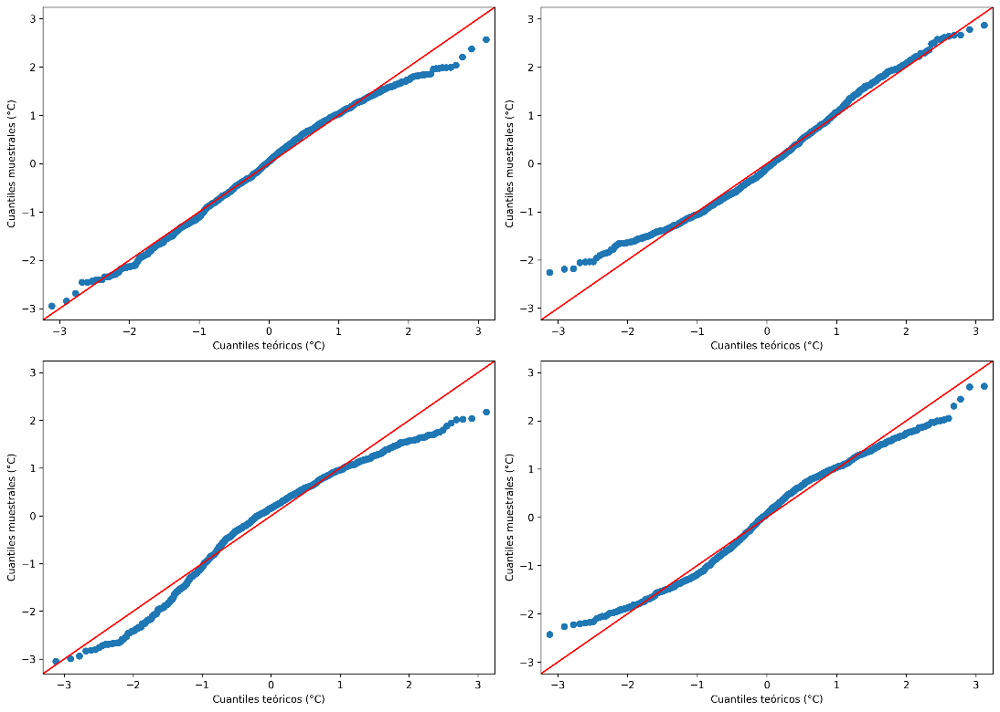 3
2
1
0
−1
−2
−3
Cuantiles muestrales (°C)
−3 −2 −1 0 1 2 3
Cuantiles teóricos (°C)
3
2
1
0
−1
−2
−3
Cuantiles muestrales (°C)
−3 −2 −1 0 1 2 3
Cuantiles teóricos (°C)
3
2
1
0
−1
−2
−3
Cuantiles muestrales (°C)
−3 −2 −1 0 1 2 3
Cuantiles teóricos (°C)
3
2
1
0
−1
−2
−3
Cuantiles muestrales (°C)
−3 −2 −1 0 1 2 3
Cuantiles teóricos (°C)